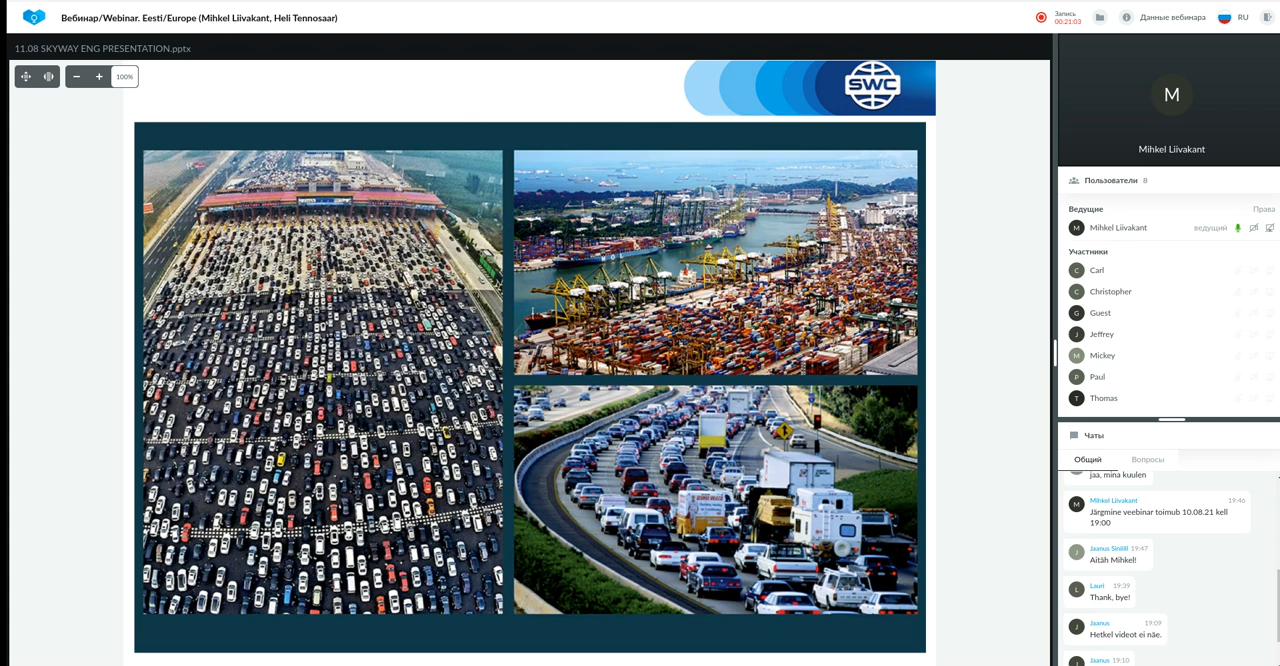 Вебинар/Webinar. Eesti/Europe (Mihkel Liivakant, Heli Tennosaar)
Запись
00:21:03
Данные вебинара
RU
11.08 SKYWAY ENG PRESENTATION.pptx
100%
SWC
MOL
M
Mihkel Liivakant
Пользователи 8
Ведущие
Права
M Mihkel Liivakant ведущий
Участники
C Carl
C Christopher
G Guest
J Jeffrey
M Mickey
P Paul
T Thomas
Чаты
Общий
Вопросы
jaa, mina kuulen
M Mihkel Liivakant 19:46
Järgmine veebinar toimub 10.08.21 kell
19:00
J Jaanus Siniilill 19:47
Aitäh Mihkel!
L Lauri 19:39
Thank, bye!
J Jaanus 19:09
Hetkel videot ei näe.
J Jaanus 19:10